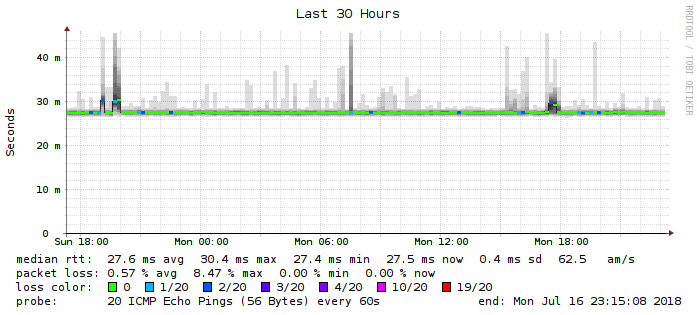 Last 30 Hours
RRDTOOL / TOBI OETIKER
Seconds
40 m
30 m
20 m
10 m
0
Sun 18:00 Mon 00:00 Mon 06:00 Mon 12:00 Mon 18:00
median rtt: 27.6 ms avg 30.4 ms max 27.4 ms min 27.5 ms now 0.4 ms sd 62.5 am/s
packet loss: 0.57 % avg 8.47 % max 0.00 % min 0.00 % now
loss color: 0 1/20 2/20 3/20 4/20 10/20 19/20
probe: 20 ICMP Echo Pings (56 Bytes) every 60s end: Mon Jul 16 23:15:08 2018